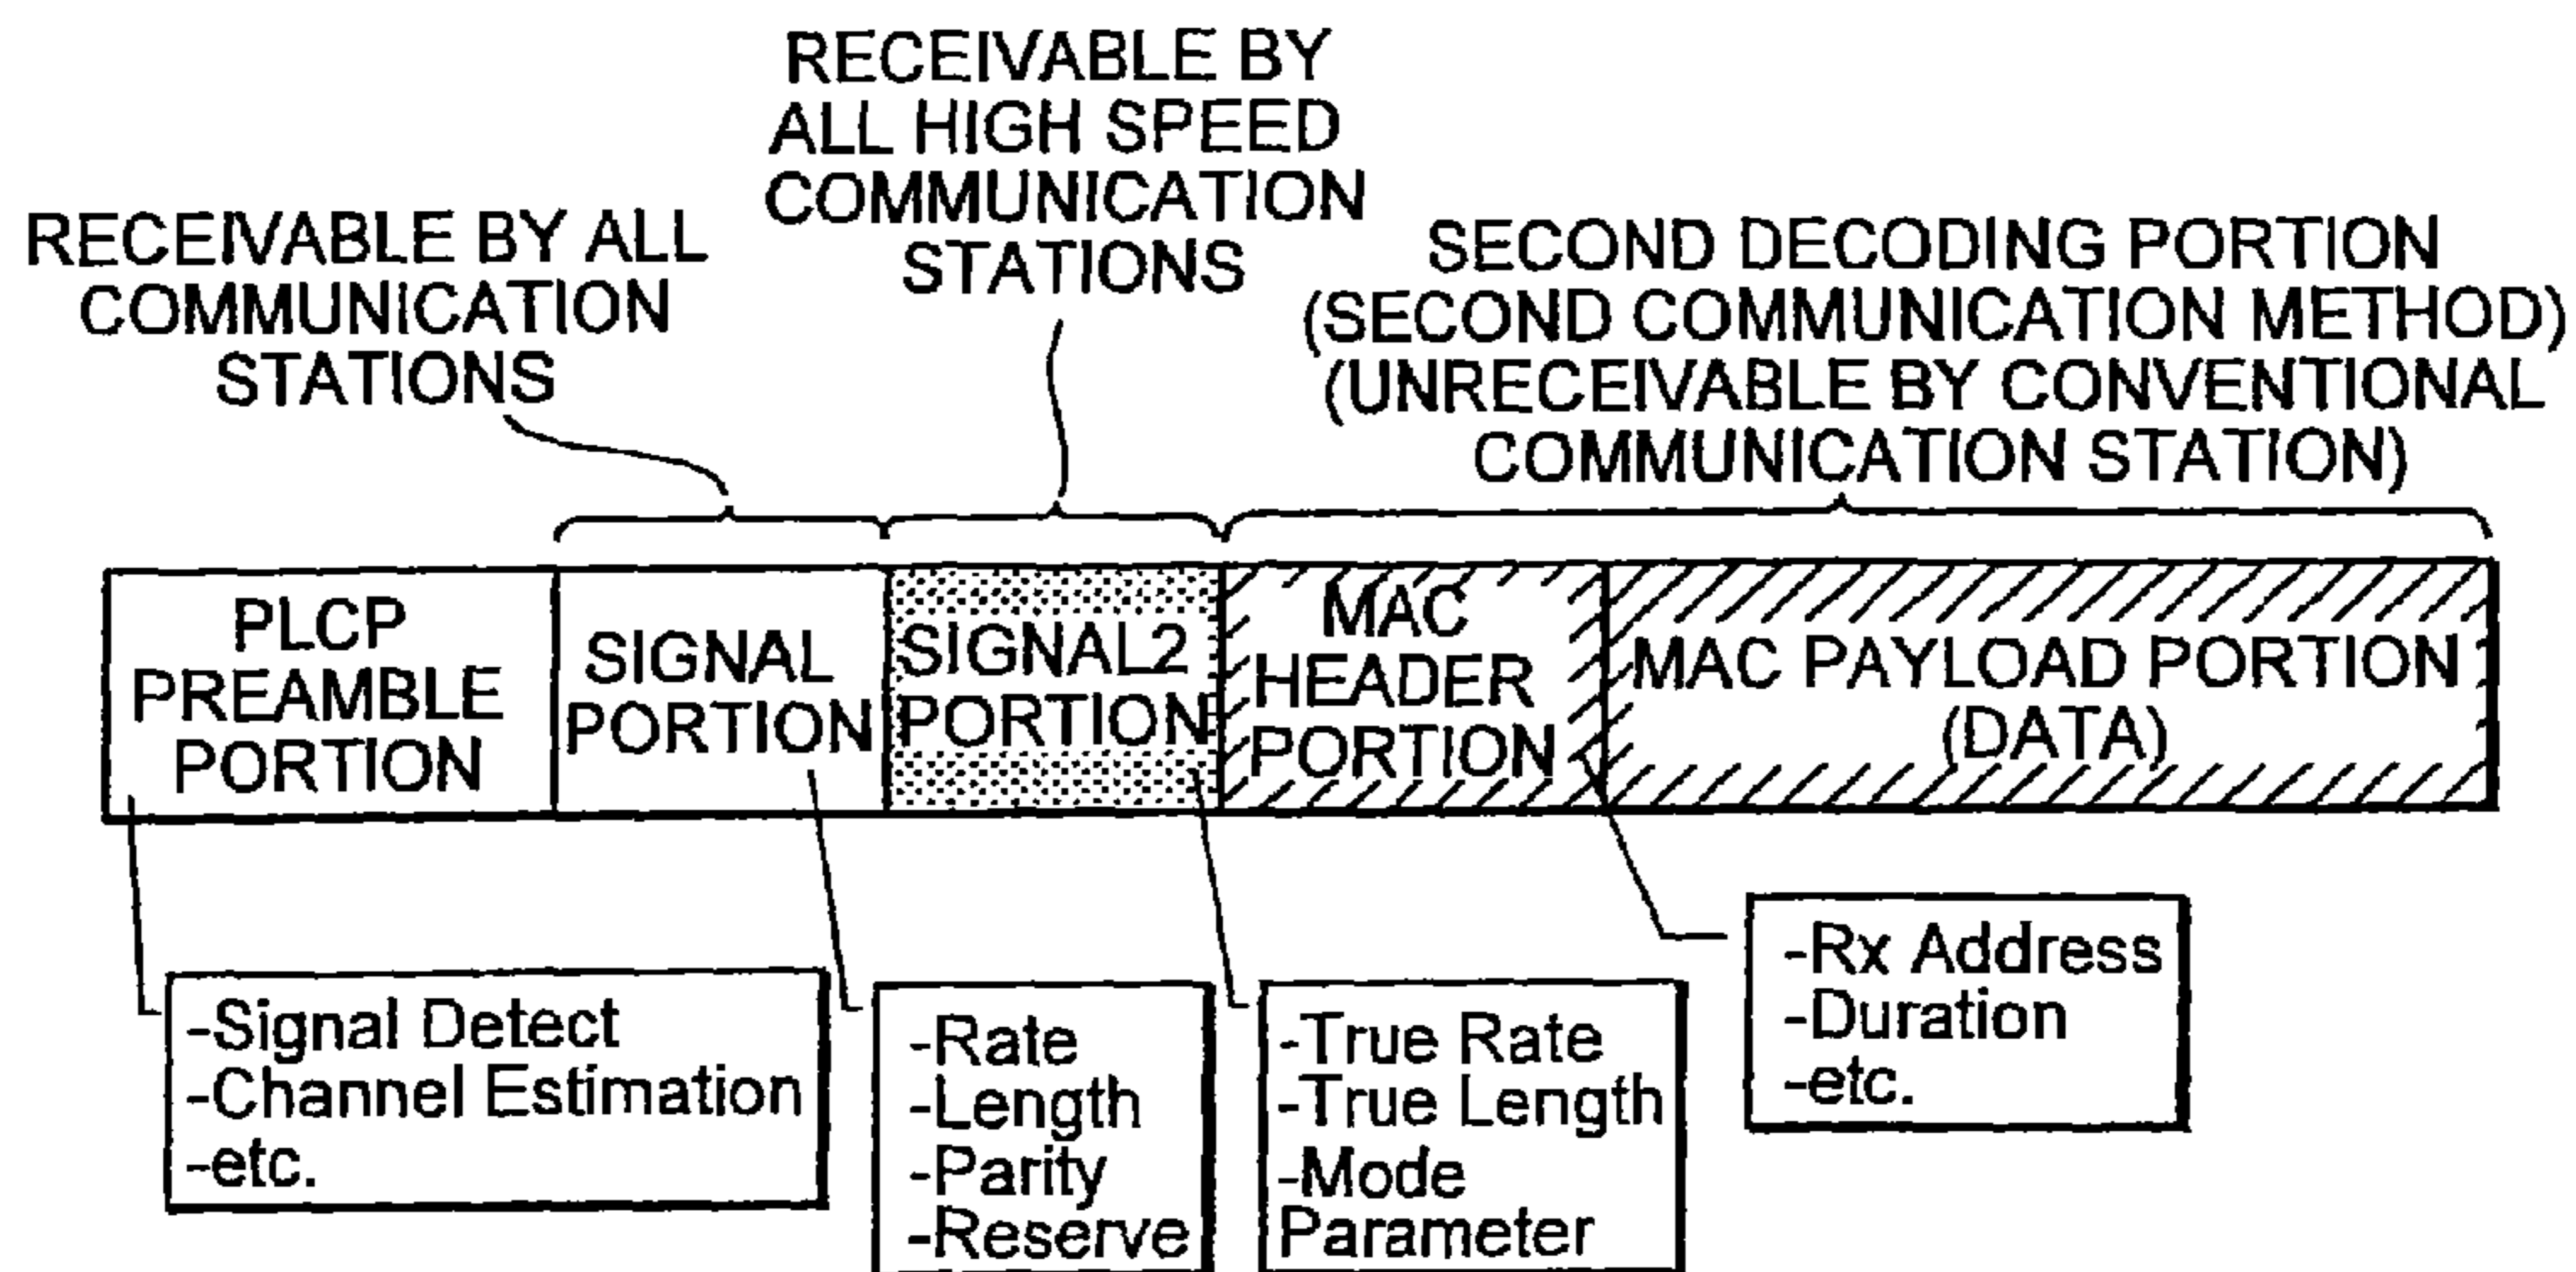 RECEIVABLE BY ALL
COMMUNICATION
STATIONS
RECEIVABLE BY
ALL HIGH SPEED
COMMUNICATION
STATIONS
SECOND DECODING PORTION
(SECOND COMMUNICATION METHOD)
(UNRECEIVABLE BY CONVENTIONAL
COMMUNICATION STATION)
PLCP
PREAMBLE
PORTION
SIGNAL
PORTION
SIGNAL2
PORTION
MAC
HEADER
PORTION
MAC PAYLOAD PORTION
(DATA)
-Signal Detect
-Channel Estimation
-etc.
-Rate
-Length
-Parity
-Reserve
-True Rate
-True Length
-Mode
Parameter
-Rx Address
-Duration
-etc.